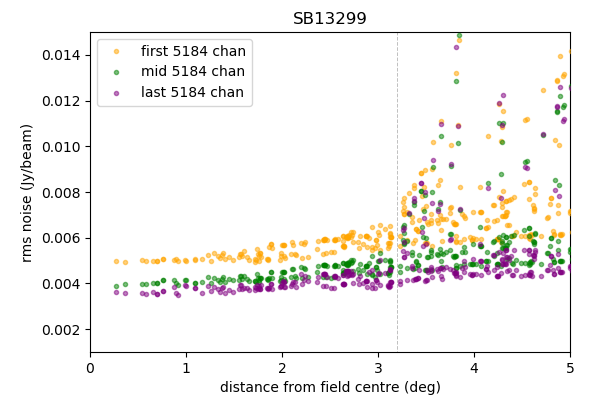 SB13299
first 5184 chan
mid 5184 chan
last 5184 chan
rms noise (Jy/beam)
0.014
0.012
0.010
0.008
0.006
0.004
0.002
0 1 2 3 4 5
distance from field centre (deg)